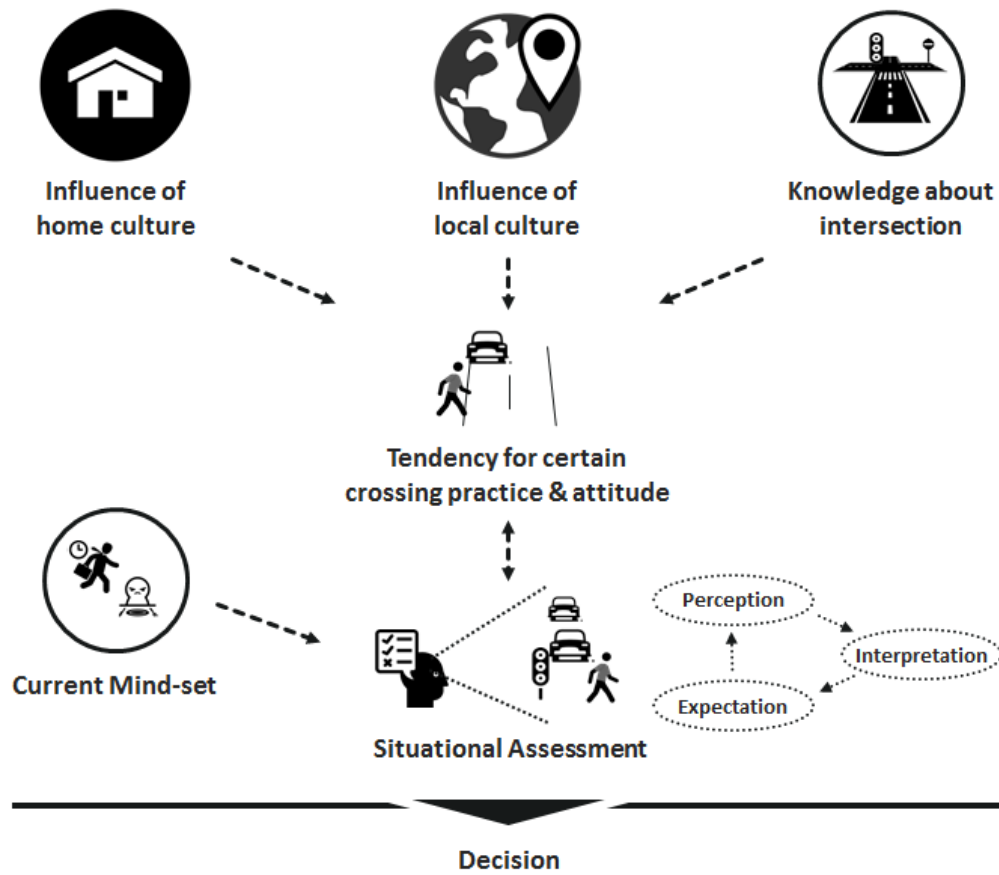 Influence of
home culture
Influence of
local culture
Knowledge about
intersection
Tendency for certain
crossing practice & attitude
Current Mind-set
Situational Assessment
Perception
Interpretation
Expectation
Decision